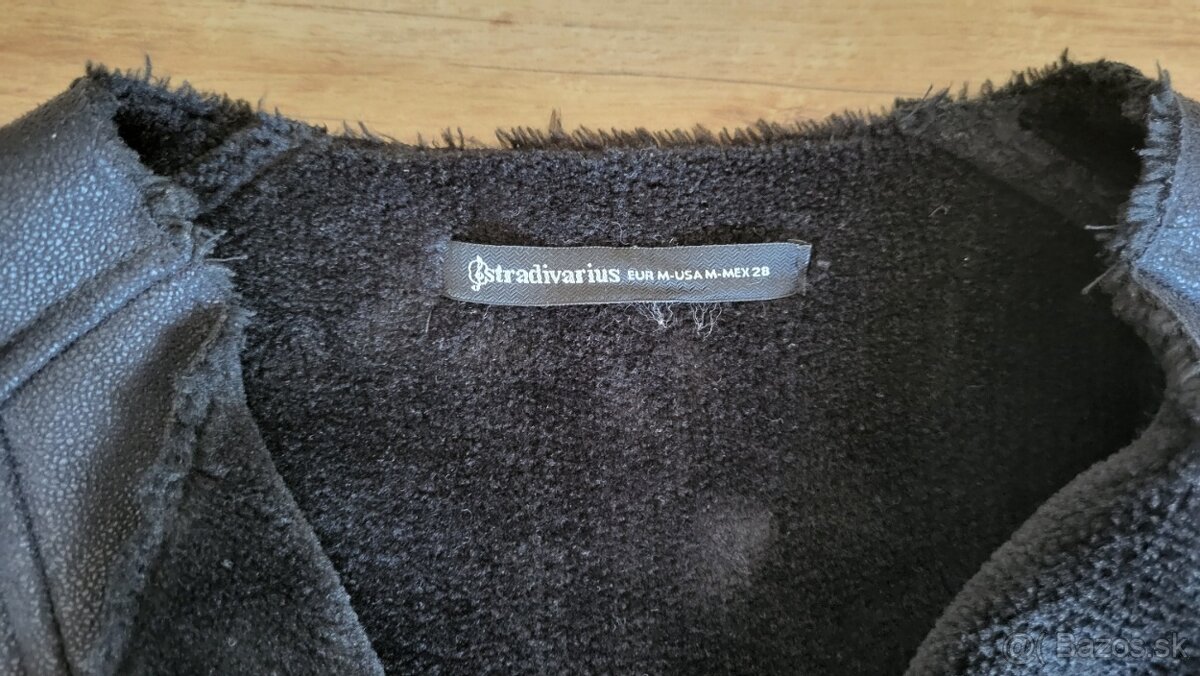 stradivarius EUR M-USA M-MEX 28
Bazos.sk